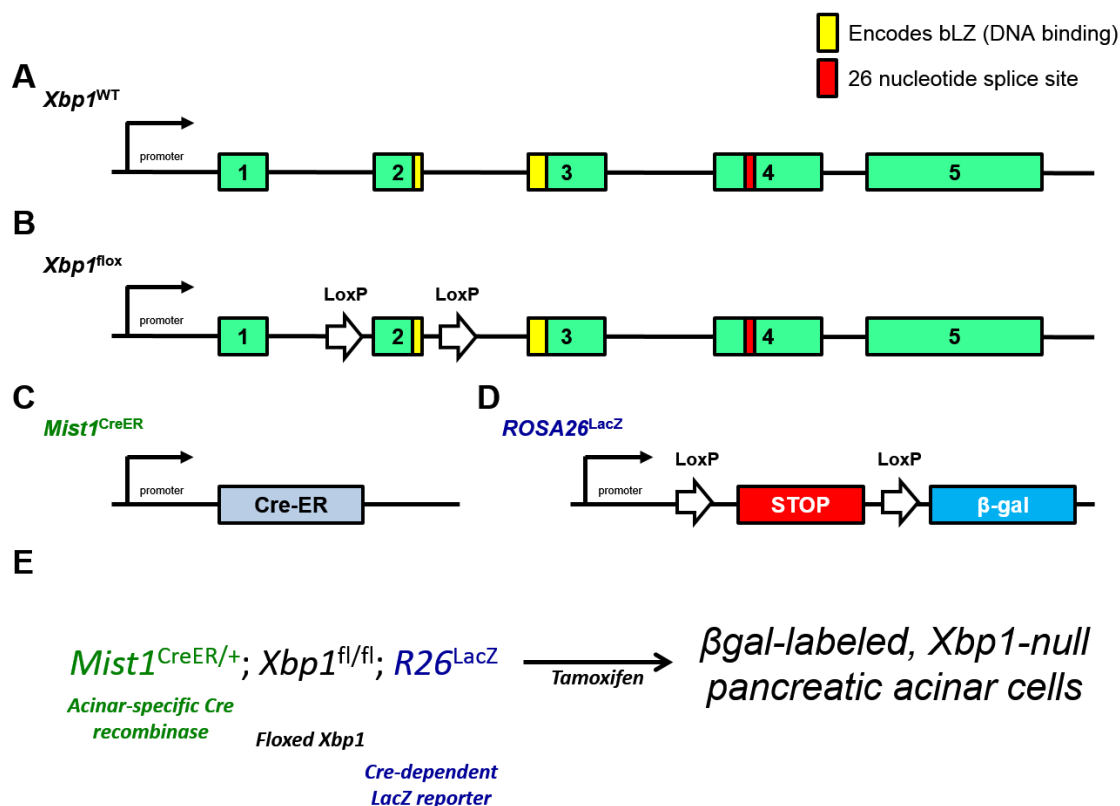 Encodes bLZ (DNA binding)
26 nucleotide splice site
A
Xbp1WT
promoter
1
2
3
4
5
B
Xbp1flox
LoxP
LoxP
promoter
1
2
3
4
5
C
Mist1CreER
promoter
Cre-ER
D
ROSA26LacZ
LoxP
LoxP
promoter
STOP
β-gal
E
Mist1CreER/+; Xbp1fl/fl; R26LacZ
Acinar-specific Cre
recombinase
Floxed Xbp1
Cre-dependent
LacZ reporter
Tamoxifen
βgal-labeled, Xbp1-null
pancreatic acinar cells